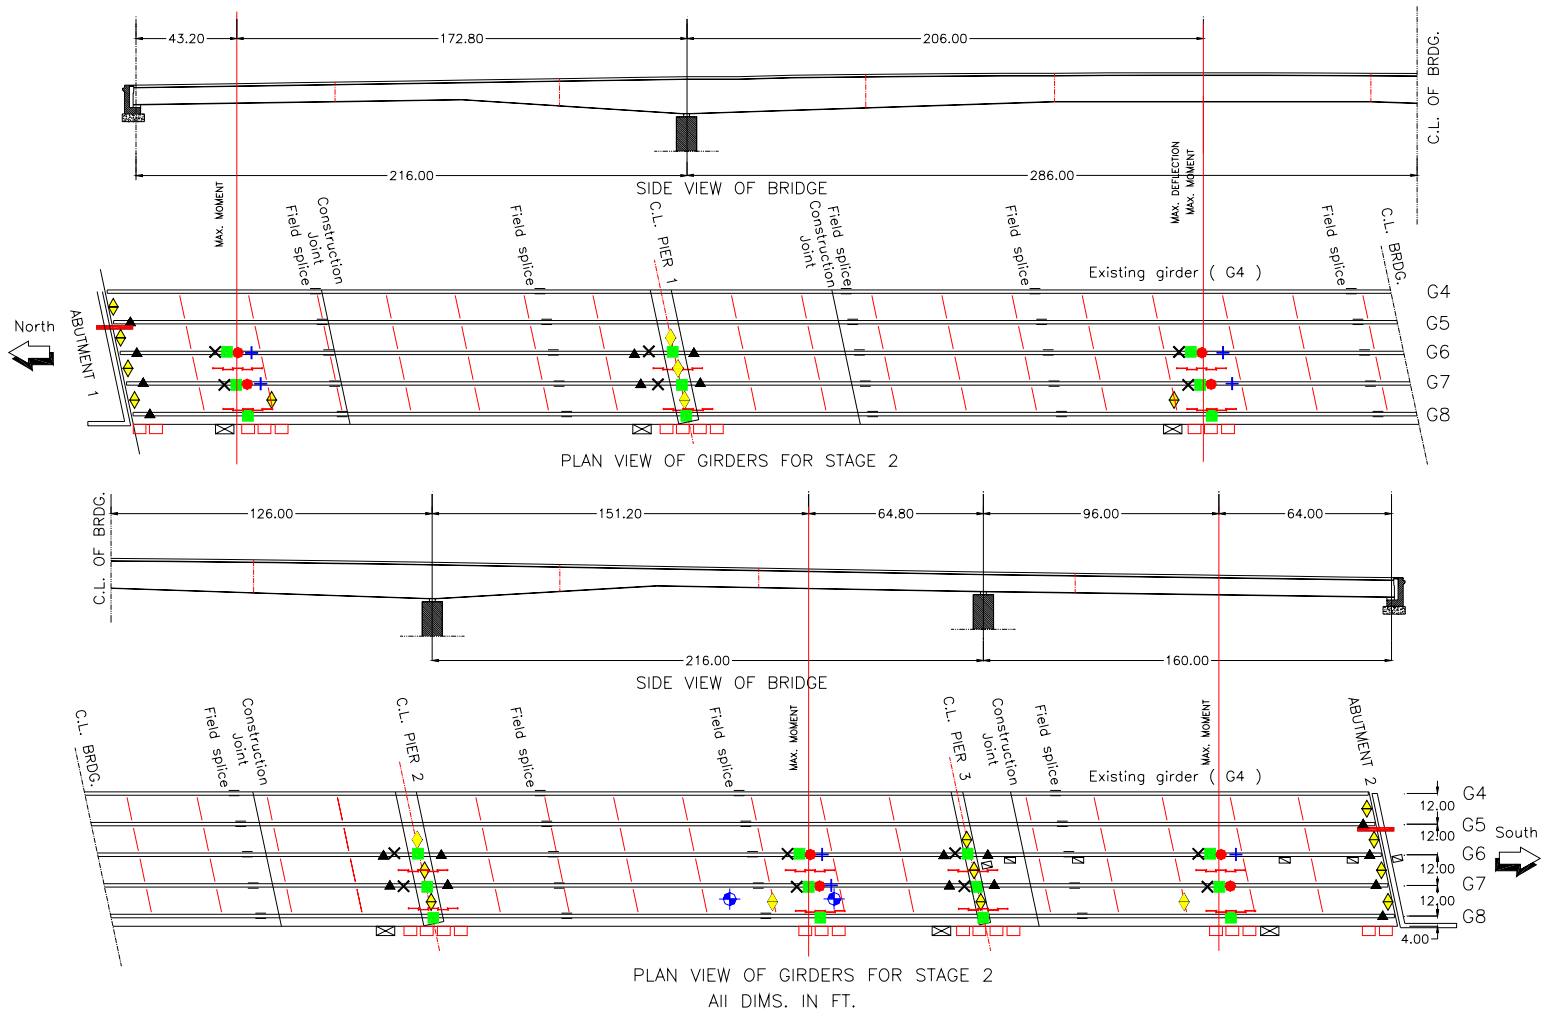 43.20
172.80
206.00
C.L. OF BRDG.
216.00
286.00
SIDE VIEW OF BRIDGE
MAX. MOMENT
MAX. DEFLECTION
MAX. MOMENT
Field splice
Construction
Joint
Field splice
C.L. PIER 1
Field splice
Construction
Joint
Field splice
Field splice
C.L. BRDG.
Existing girder ( G4 )
G4
G5
G6
G7
G8
North
ABUTMENT 1
PLAN VIEW OF GIRDERS FOR STAGE 2
C.L. OF BRDG.
126.00
151.20
64.80
96.00
64.00
216.00
160.00
SIDE VIEW OF BRIDGE
C.L. BRDG.
Field splice
Construction
Joint
C.L. PIER 2
Field splice
Field splice
MAX. MOMENT
C.L. PIER 3
Construction
Joint
Field splice
MAX. MOMENT
ABUTMENT 2
Existing girder ( G4 )
G4
12.00
G5
12.00
G6
12.00
G7
12.00
G8
4.00
South
PLAN VIEW OF GIRDERS FOR STAGE 2
All DIMS. IN FT.